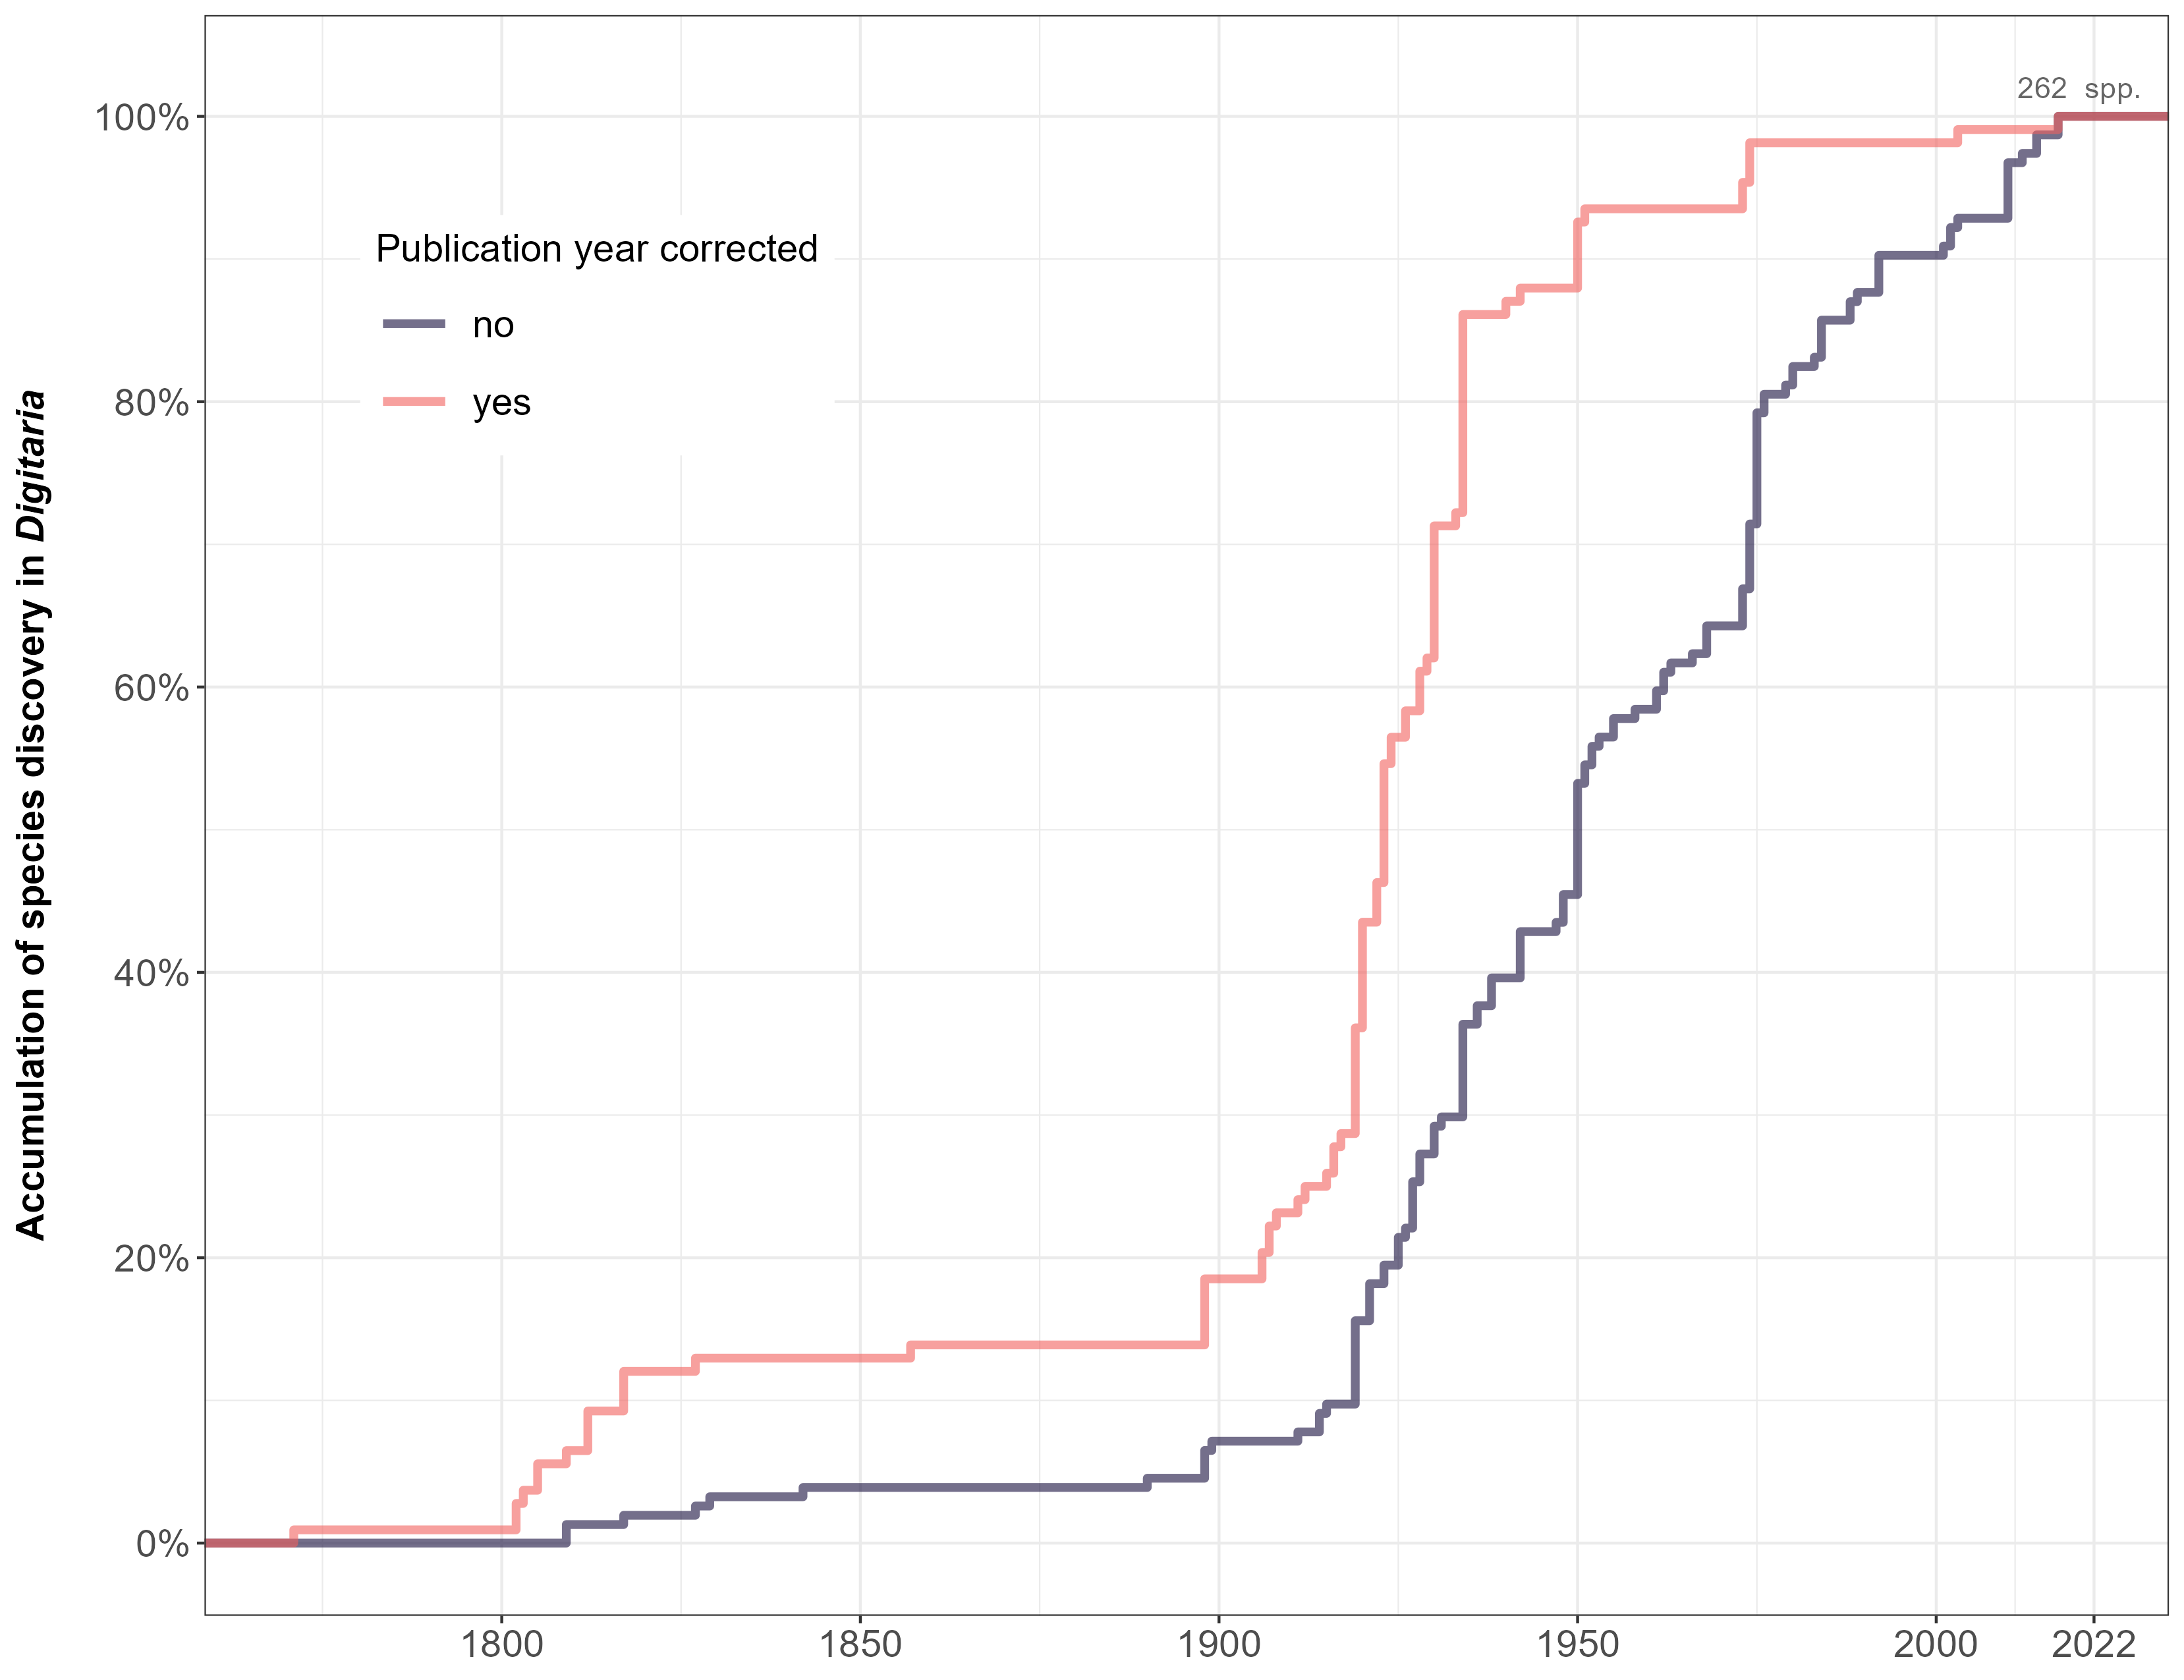 262 spp.
100%
80%
60%
40%
20%
0%
Publication year corrected
no
yes
Accumulation of species discovery in Digitaria
1800
1850
1900
1950
2000
2022